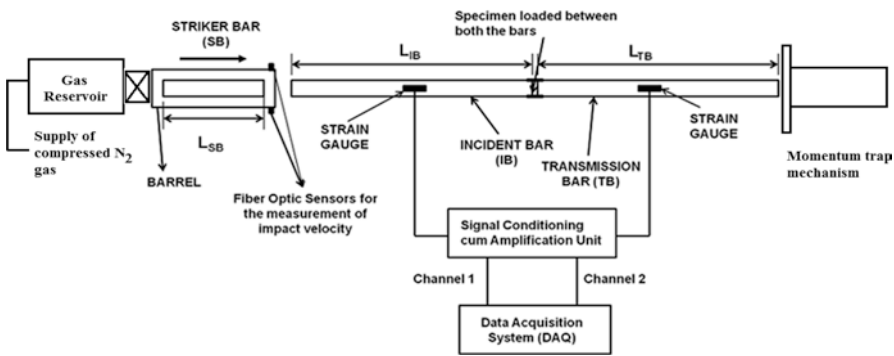 STRIKER BAR
(SB)
Specimen loaded between
both the bars
L_IB
L_TB
Gas
Reservoir
STRAIN
GAUGE
STRAIN
GAUGE
Supply of
compressed N2
gas
L_SB
INCIDENT BAR
(IB)
TRANSMISSION
BAR (TB)
Momentum trap
mechanism
BARREL
Fiber Optic Sensors for
the measurement of
impact velocity
Signal Conditioning
cum Amplification Unit
Channel 1
Channel 2
Data Acquisition
System (DAQ)